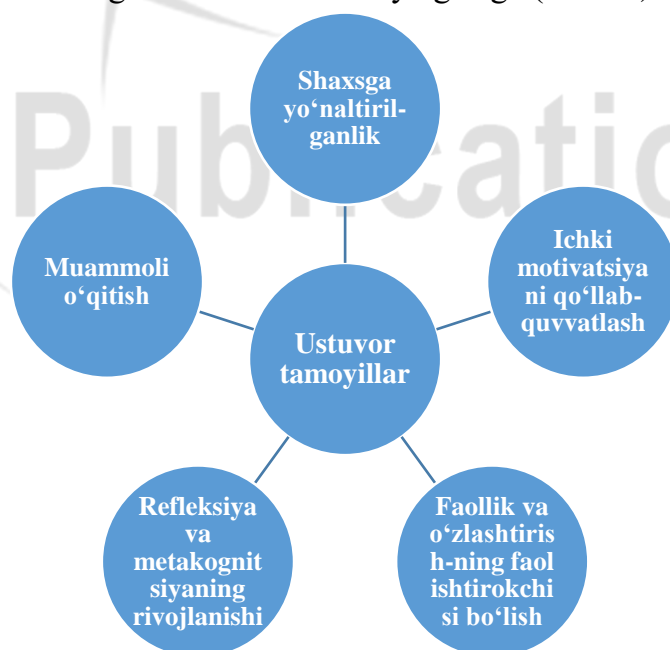 Publicatio
Shaxsga
yo‘naltiril-
ganlik
Muammoli
o‘qitish
Ichki
motivatsiya
ni qo‘llab-
quvvatlash
Ustuvor
tamoyillar
Refleksiya
va
metakognit
siyaning
rivojlanishi
Faollik va
o‘zlashtiris
h-ning faol
ishtirokchi
si bo‘lish